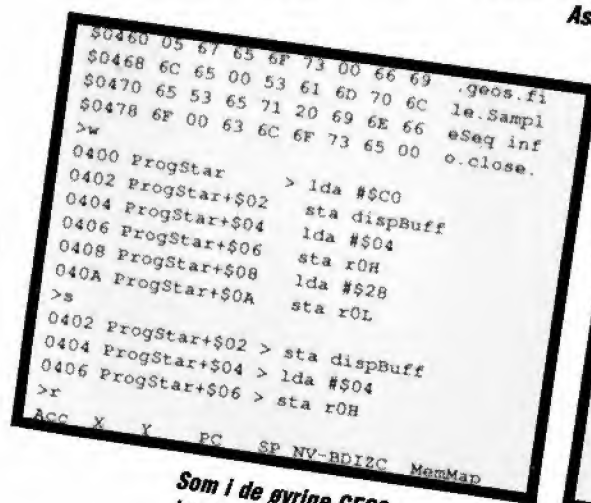 As
$0460 05 67 65 6F 73 00 66 69 .geos.fi
$0468 6C 65 00 53 61 6D 70 6C le.Sampl
$0470 65 53 65 71 20 69 6E 66 eSeq inf
$0478 6F 00 63 6C 6F 73 65 00 o.close.
>w
0400 ProgStar > lda #$C0
0402 ProgStar+$02 sta dispBuff
0404 ProgStar+$04 lda #$04
0406 ProgStar+$06 sta r0H
0408 ProgStar+$08 lda #$28
040A ProgStar+$0A sta r0L
>s
0402 ProgStar+$02 > sta dispBuff
0404 ProgStar+$04 > lda #$04
0406 ProgStar+$06 > sta r0H
>r
Acc X Y PC SP NV-BDIZC MemMap
Som i de øvrige